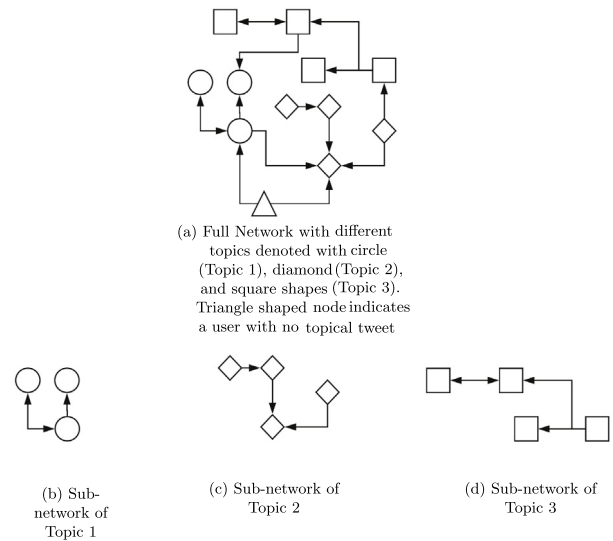 (a) Full Network with different
topics denoted with circle
(Topic 1), diamond (Topic 2),
and square shapes (Topic 3).
Triangle shaped node indicates
a user with no topical tweet
(b) Sub-
network of
Topic 1
(c) Sub-network of
Topic 2
(d) Sub-network of
Topic 3